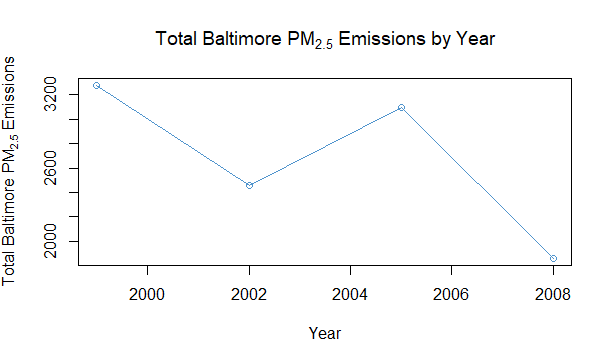 Total Baltimore PM2.5 Emissions by Year
Total Baltimore PM2.5 Emissions
3200
2600
2000
2000 2002 2004 2006 2008
Year